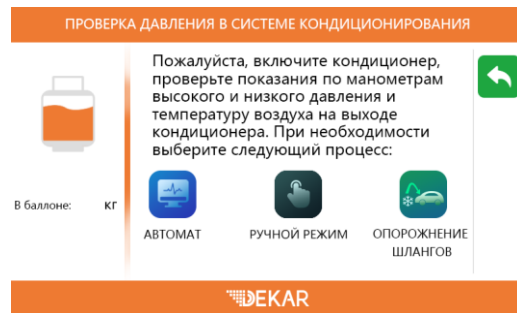 ПРОВЕРКА ДАВЛЕНИЯ В СИСТЕМЕ КОНДИЦИОНИРОВАНИЯ
Пожалуйста, включите кондиционер,
проверьте показания по манометрам
высокого и низкого давления и
температуру воздуха на выходе
кондиционера. При необходимости
выберите следующий процесс:
В баллоне: кг
АВТОМАТ
РУЧНОЙ РЕЖИМ
ОПОРОЖНЕНИЕ
ШЛАНГОВ
DEKAR